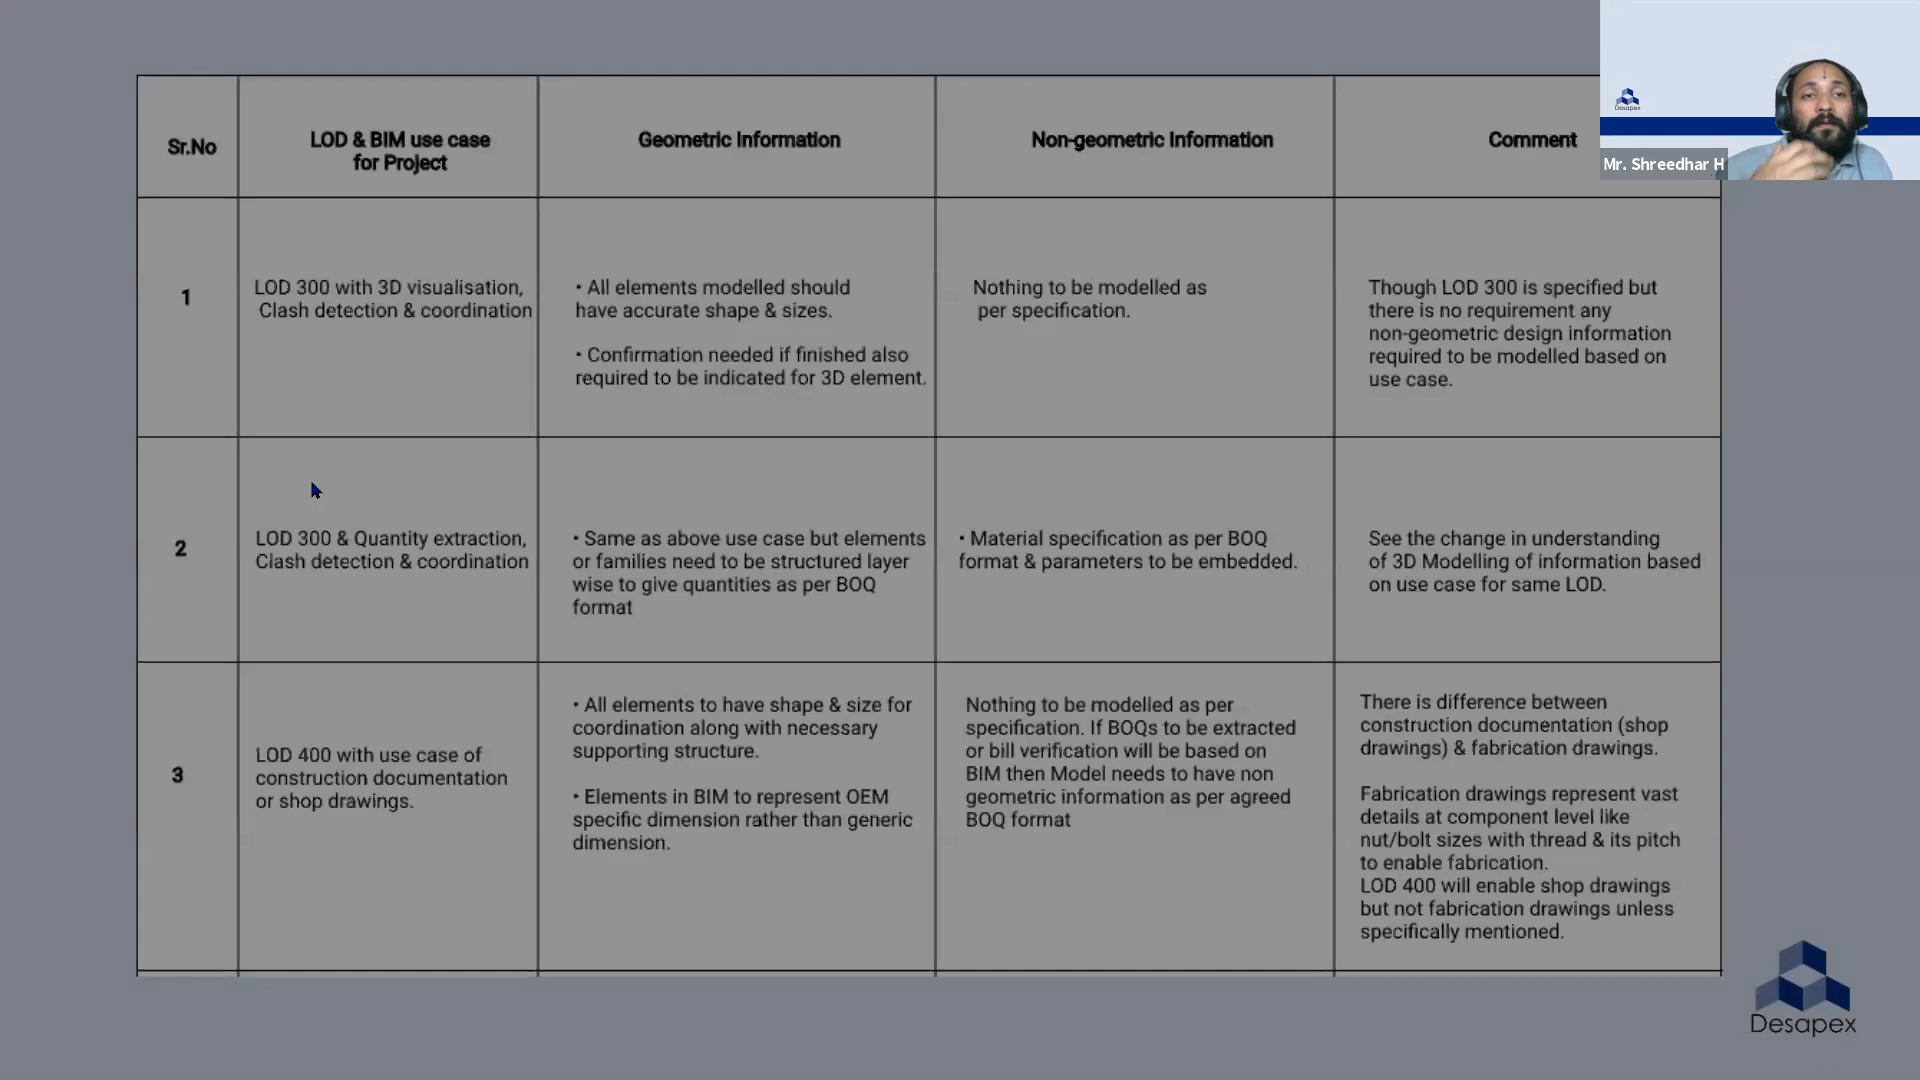 Sr.No
LOD & BIM use case
for Project
Geometric Information
Non-geometric Information
Comment
1
LOD 300 with 3D visualisation,
Clash detection & coordination
• All elements modelled should
have accurate shape & sizes.
• Confirmation needed if finished also
required to be indicated for 3D element.
Nothing to be modelled as
per specification.
Though LOD 300 is specified but
there is no requirement any
non-geometric design information
required to be modelled based on
use case.
2
LOD 300 & Quantity extraction,
Clash detection & coordination
• Same as above use case but elements
or families need to be structured layer
wise to give quantities as per BOQ
format
• Material specification as per BOQ
format & parameters to be embedded.
See the change in understanding
of 3D Modelling of information based
on use case for same LOD.
3
LOD 400 with use case of
construction documentation
or shop drawings.
• All elements to have shape & size for
coordination along with necessary
supporting structure.
• Elements in BIM to represent OEM
specific dimension rather than generic
dimension.
Nothing to be modelled as per
specification. If BOQs to be extracted
or bill verification will be based on
BIM then Model needs to have non
geometric information as per agreed
BOQ format
There is difference between
construction documentation (shop
drawings) & fabrication drawings.
Fabrication drawings represent vast
details at component level like
nut/bolt sizes with thread & its pitch
to enable fabrication.
LOD 400 will enable shop drawings
but not fabrication drawings unless
specifically mentioned.
Desapex
Mr. Shreedhar H
Desapex